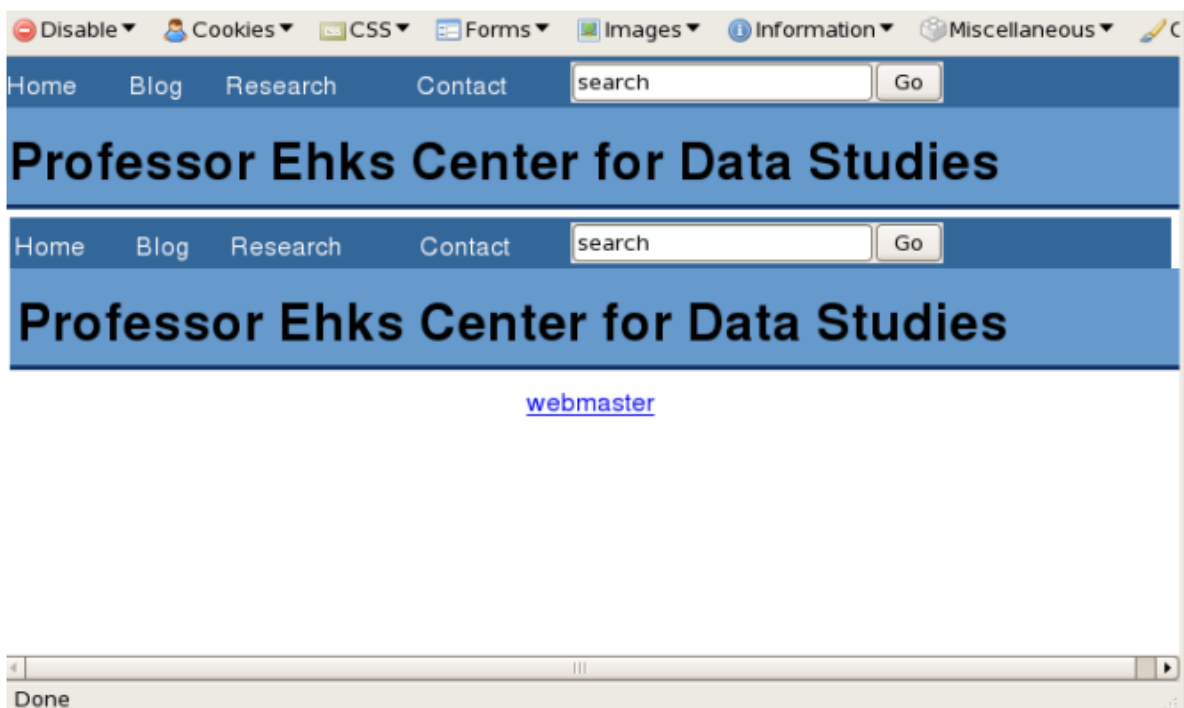 Disable Cookies CSS Forms Images Information Miscellaneous
Home Blog Research Contact search Go
Professor Ehks Center for Data Studies
Home Blog Research Contact search Go
Professor Ehks Center for Data Studies
webmaster
Done